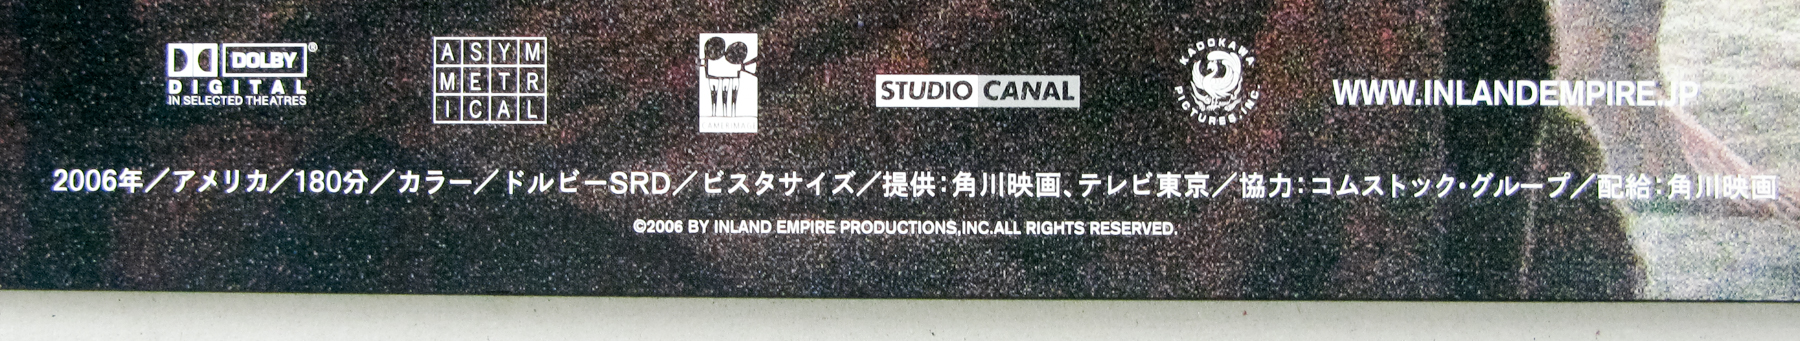 DOLBY®
DIGITAL
IN SELECTED THEATRES
ASYM
METR
ICAL
CAMERIMAGE
STUDIO CANAL
KADOKAWA PICTURES, INC.
WWW.INLANDEMPIRE.JP
2006年／アメリカ／180分／カラー／ドルビーSRD／ビスタサイズ／提供：角川映画、テレビ東京／協力：コムストック・グループ／配給：角川映画
©2006 BY INLAND EMPIRE PRODUCTIONS,INC.ALL RIGHTS RESERVED.